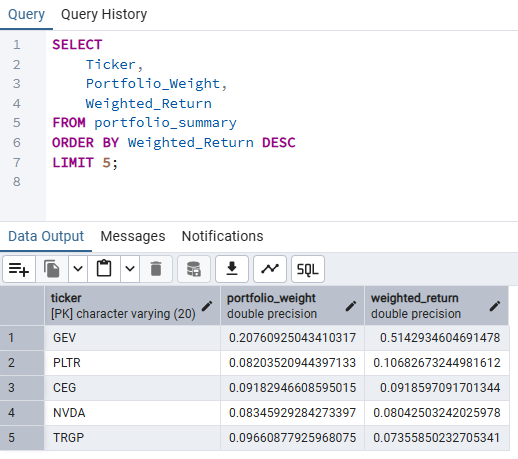 Query Query History
1 SELECT
2 Ticker,
3 Portfolio_Weight,
4 Weighted_Return
5 FROM portfolio_summary
6 ORDER BY Weighted_Return DESC
7 LIMIT 5;
8
Data Output Messages Notifications
SQL
ticker portfolio_weight weighted_return
[PK] character varying (20) double precision double precision
1 GEV 0.20760925043410317 0.5142934604691478
2 PLTR 0.08203520944397133 0.10682673244981612
3 CEG 0.09182946608595015 0.0918597091701344
4 NVDA 0.08345929284273397 0.08042503242025978
5 TRGP 0.09660877925968075 0.07355850232705341